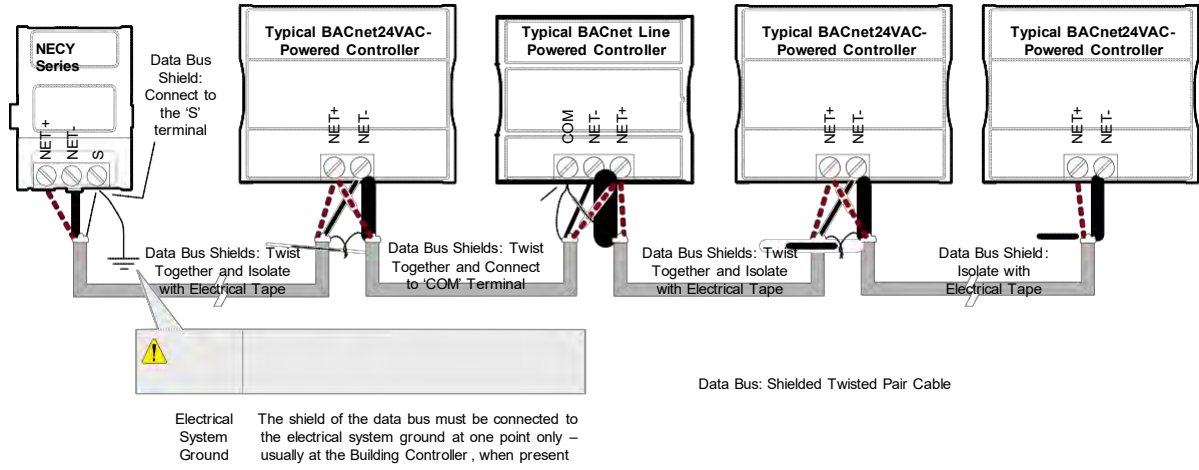 NECY
Series
NET+
NET-
S
Data Bus
Shield:
Connect to
the ‘S’
terminal
Typical BACnet24VAC-
Powered Controller
NET+
NET-
Typical BACnet Line
Powered Controller
COM
NET-
NET+
Typical BACnet24VAC-
Powered Controller
NET+
NET-
Typical BACnet24VAC-
Powered Controller
NET+
NET-
Data Bus Shields: Twist
Together and Isolate
with Electrical Tape
Data Bus Shields: Twist
Together and Connect
to ‘COM’ Terminal
Data Bus Shields: Twist
Together and Isolate
with Electrical Tape
Data Bus Shield:
Isolate with
Electrical Tape
Data Bus: Shielded Twisted Pair Cable
Electrical
System
Ground
The shield of the data bus must be connected to
the electrical system ground at one point only –
usually at the Building Controller , when present